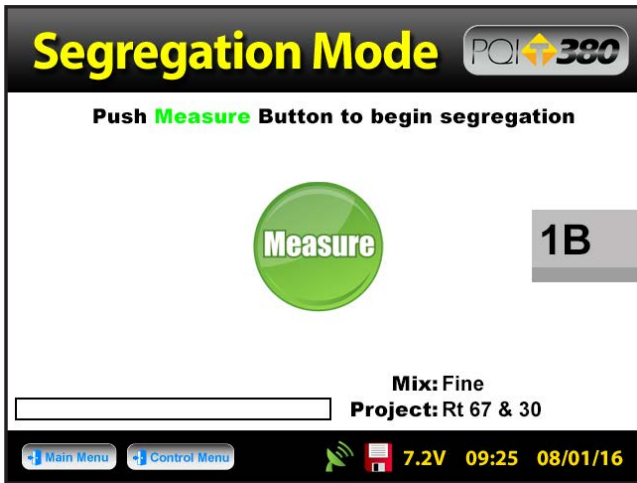 Segregation Mode PQI T 380
Push Measure Button to begin segregation
Measure
1B
Mix: Fine
Project: Rt 67 & 30
Main Menu Control Menu 7.2V 09:25 08/01/16